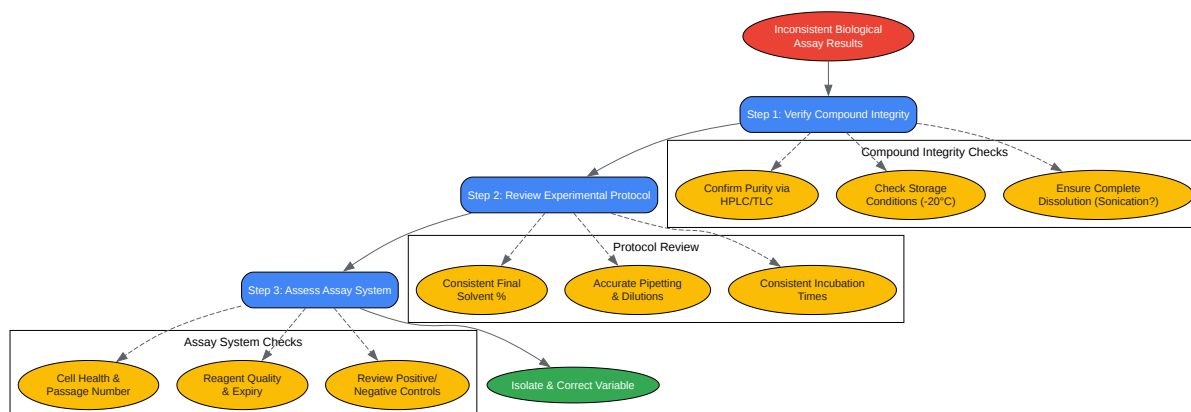 Inconsistent Biological
Assay Results
Step 1: Verify Compound Integrity
Compound Integrity Checks
Confirm Purity via
HPLC/TLC
Check Storage
Conditions (-20°C)
Ensure Complete
Dissolution (Sonication?)
Step 2: Review Experimental Protocol
Protocol Review
Consistent Final
Solvent %
Accurate Pipetting
& Dilutions
Consistent Incubation
Times
Step 3: Assess Assay System
Assay System Checks
Cell Health &
Passage Number
Reagent Quality
& Expiry
Review Positive/
Negative Controls
Isolate & Correct Variable